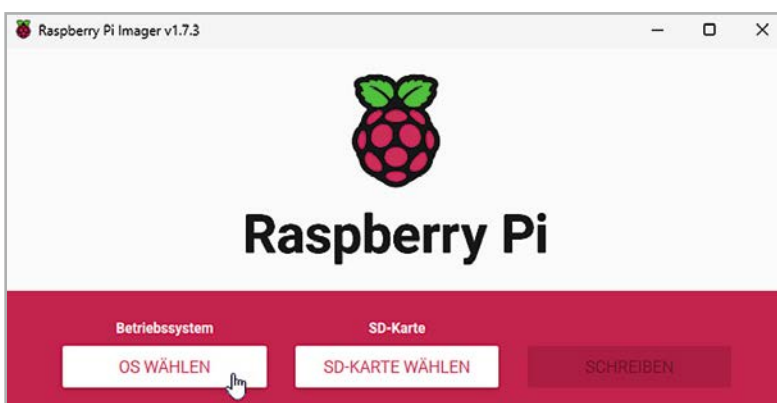 Raspberry Pi Imager v1.7.3
Raspberry Pi
Betriebssystem SD-Karte
OS WÄHLEN SD-KARTE WÄHLEN SCHREIBEN